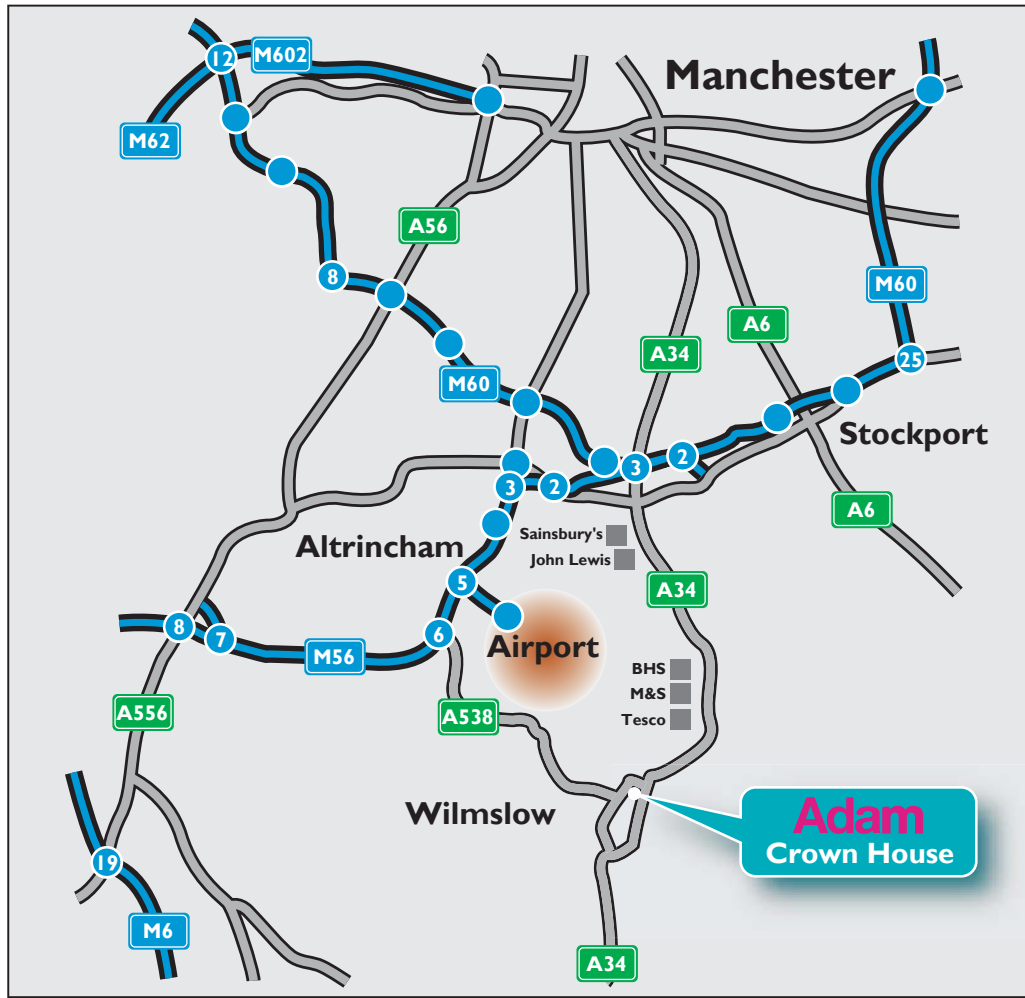 12
M602
Manchester
M62
A56
8
M60
A6
A34
25
M60
Stockport
3
2
3
2
A6
Sainsbury's
Altrincham
John Lewis
5
A34
8
7
6
Airport
M56
BHS
M&S
A556
A538
Tesco
Wilmslow
Adam
Crown House
19
M6
A34